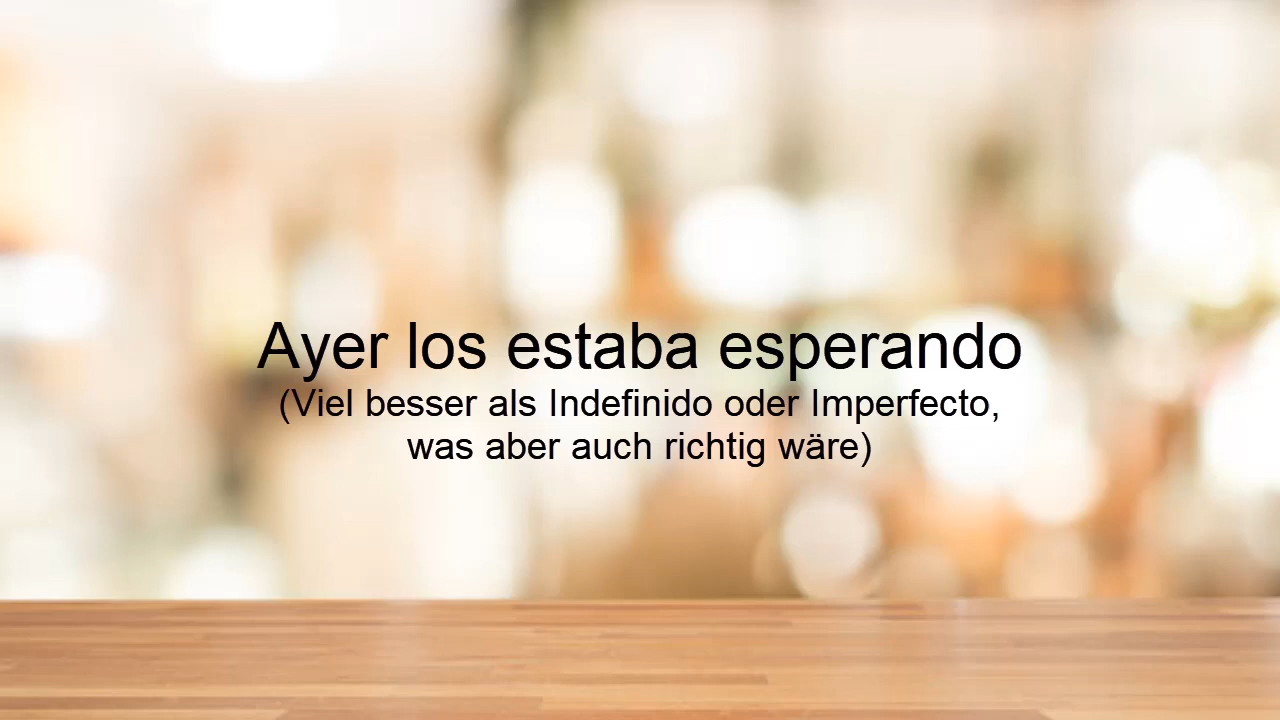 Ayer los estaba esperando
(Viel besser als Indefinido oder Imperfecto,
was aber auch richtig wäre)